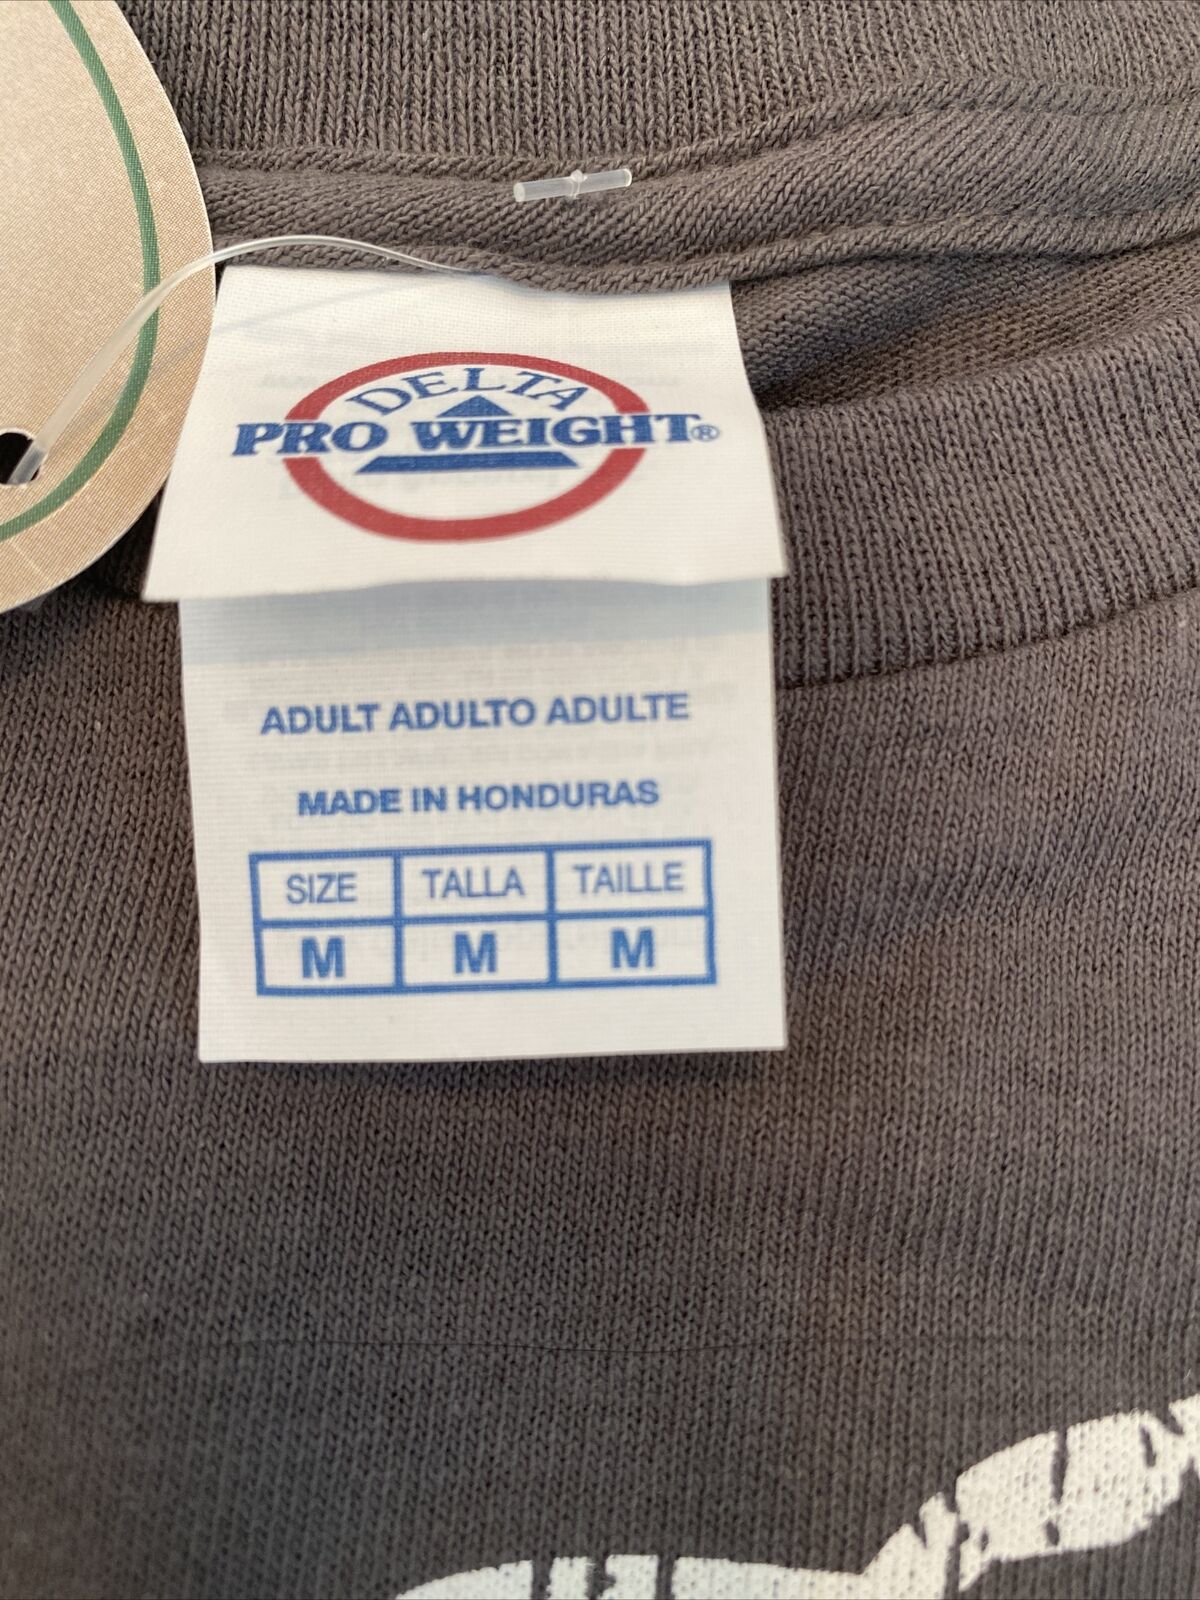 DELTA
PRO WEIGHT®
ADULT ADULTO ADULTE
MADE IN HONDURAS
SIZE TALLA TAILLE
M M M